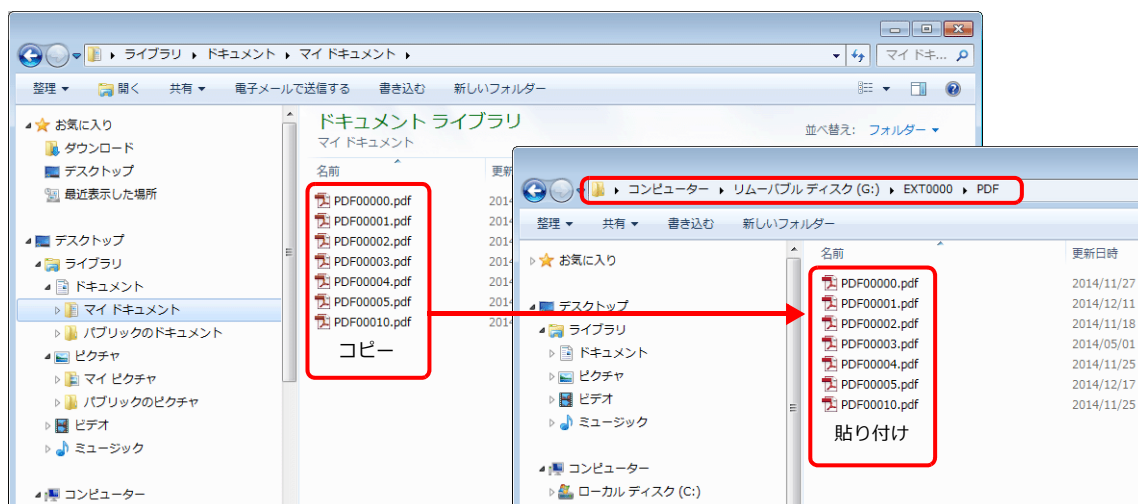 ライブラリ ドキュメント マイ ドキュメント
マイ ドキ...
整理 開く 共有 電子メールで送信する 書き込む 新しいフォルダー
お気に入り
ダウンロード
デスクトップ
最近表示した場所
デスクトップ
ライブラリ
ドキュメント
マイ ドキュメント
パブリックのドキュメント
ピクチャ
マイ ピクチャ
パブリックのピクチャ
ビデオ
ミュージック
コンピューター
ドキュメント ライブラリ
マイ ドキュメント
並べ替え: フォルダー
名前 更新
PDF00000.pdf 2014
PDF00001.pdf 2014
PDF00002.pdf 2014
PDF00003.pdf 2014
PDF00004.pdf 2014
PDF00005.pdf 2014
PDF00010.pdf 2014
コピー
コンピューター リムーバブル ディスク (G:) EXT0000 PDF
整理 共有 書き込む 新しいフォルダー
お気に入り
デスクトップ
ライブラリ
ドキュメント
ピクチャ
ビデオ
ミュージック
コンピューター
ローカル ディスク (C:)
名前 更新日時
PDF00000.pdf 2014/11/27
PDF00001.pdf 2014/12/11
PDF00002.pdf 2014/11/18
PDF00003.pdf 2014/05/01
PDF00004.pdf 2014/11/25
PDF00005.pdf 2014/12/17
PDF00010.pdf 2014/11/25
貼り付け